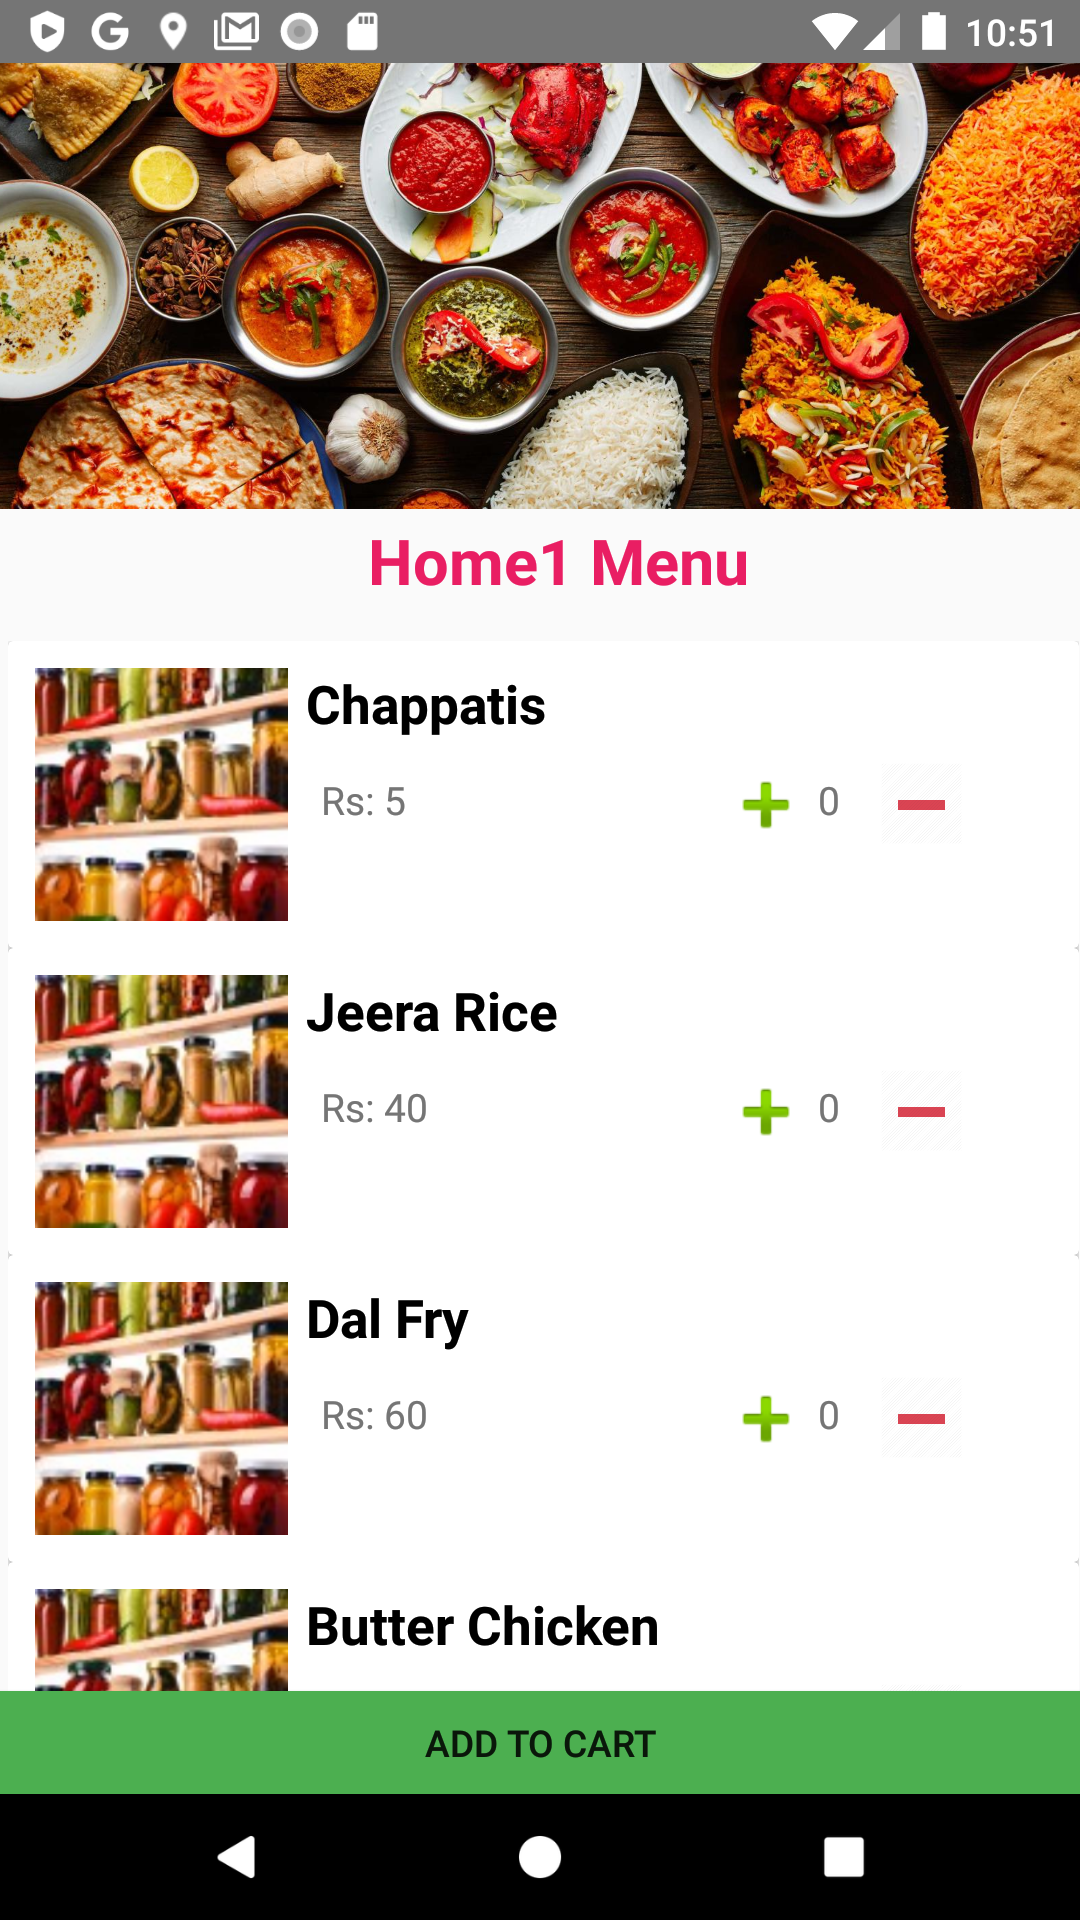 10:51
Home1 Menu
Chappatis
Rs: 5
0
Jeera Rice
Rs: 40
0
Dal Fry
Rs: 60
0
Butter Chicken
ADD TO CART